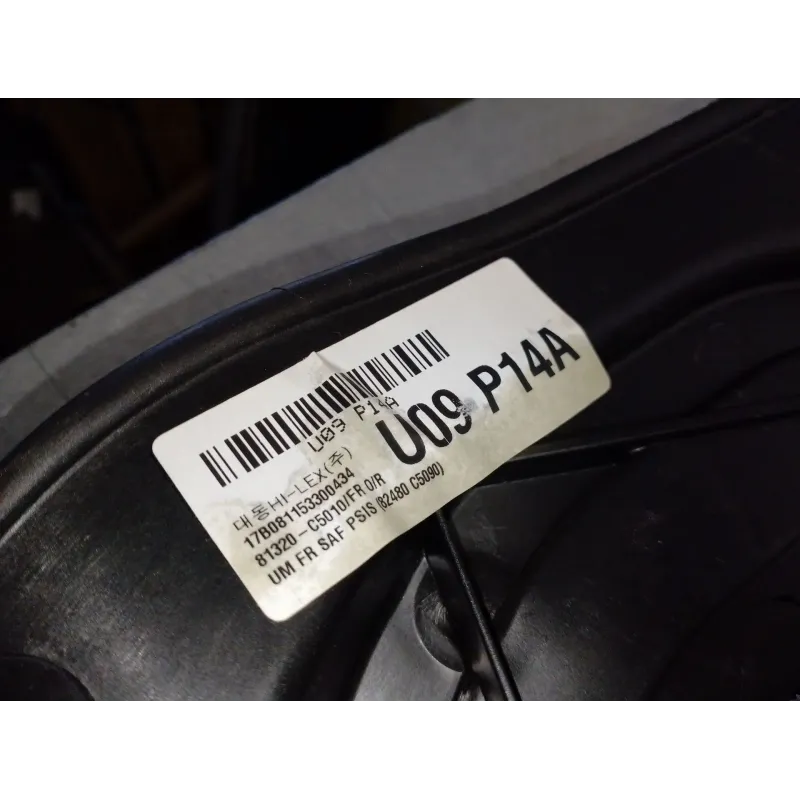 U09 P14A
U09 P14A
대동HI-LEX(주)
17B081153300434
81320-C5010/FR O/R
UM FR SAF PSIS (82480 C5090)